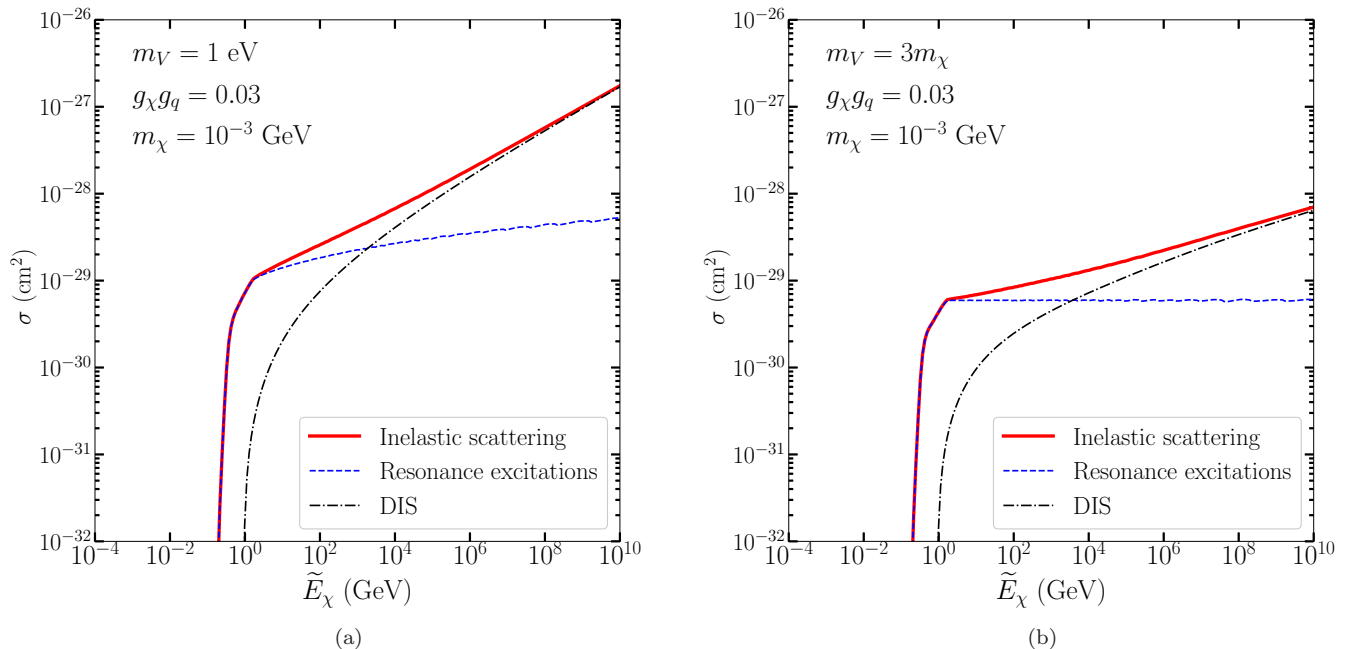 10^{-26}
10^{-27}
10^{-28}
10^{-29}
10^{-30}
10^{-31}
10^{-32}
σ (cm²)
m_V = 1 eV
g_χ g_q = 0.03
m_χ = 10^{-3} GeV
Inelastic scattering
Resonance excitations
DIS
10^{-4} 10^{-2} 10^{0} 10^{2} 10^{4} 10^{6} 10^{8} 10^{10}
Ẽ_χ (GeV)
(a)
10^{-26}
10^{-27}
10^{-28}
10^{-29}
10^{-30}
10^{-31}
10^{-32}
σ (cm²)
m_V = 3m_χ
g_χ g_q = 0.03
m_χ = 10^{-3} GeV
Inelastic scattering
Resonance excitations
DIS
10^{-4} 10^{-2} 10^{0} 10^{2} 10^{4} 10^{6} 10^{8} 10^{10}
Ẽ_χ (GeV)
(b)